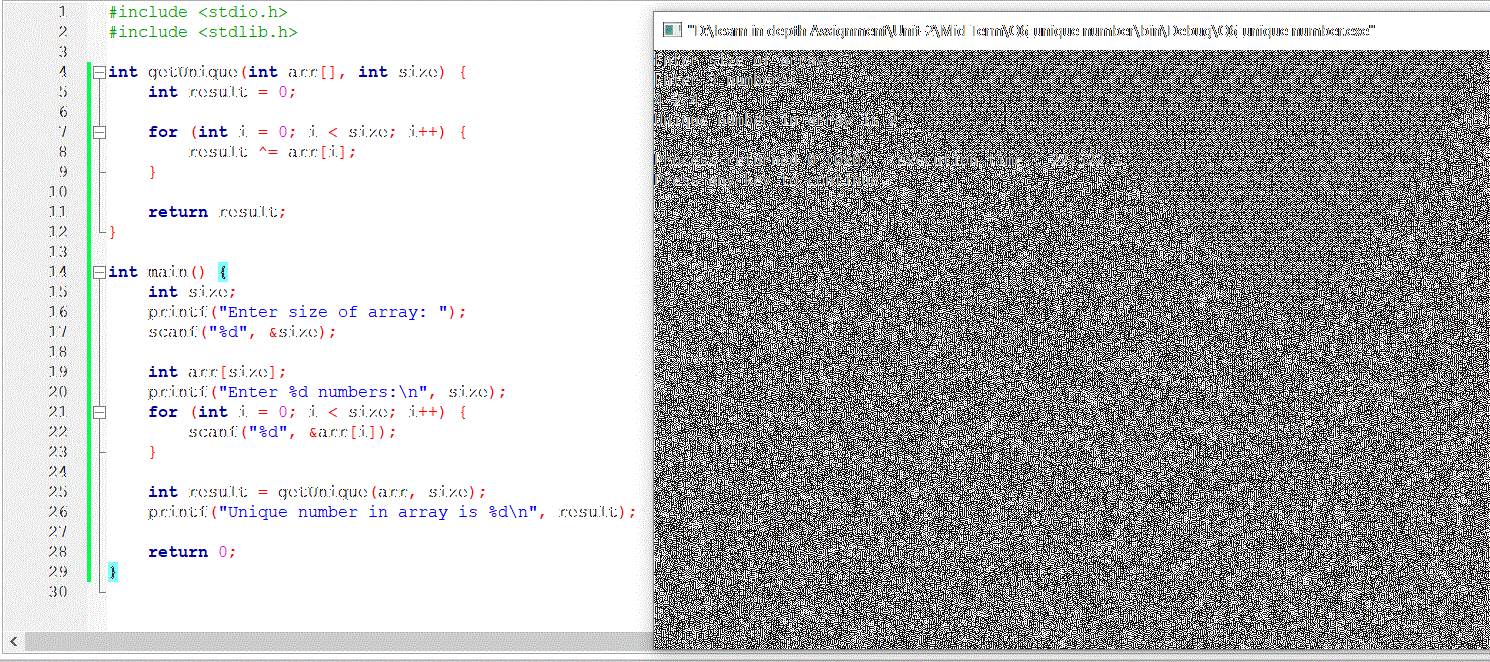 1 #include <stdio.h>
2 #include <stdlib.h>
3
4 int getUnique(int arr[], int size) {
5 int result = 0;
6
7 for (int i = 0; i < size; i++) {
8 result ^= arr[i];
9 }
10
11 return result;
12 }
13
14 int main() {
15 int size;
16 printf("Enter size of array: ");
17 scanf("%d", &size);
18
19 int arr[size];
20 printf("Enter %d numbers:\n", size);
21 for (int i = 0; i < size; i++) {
22 scanf("%d", &arr[i]);
23 }
24
25 int result = getUnique(arr, size);
26 printf("Unique number in array is %d\n", result);
27
28 return 0;
29 }
30
"D:\learn in depth Assignment\Unit-2\Mid Term\Q6 unique number\bin\Debug\Q6 unique number.exe"